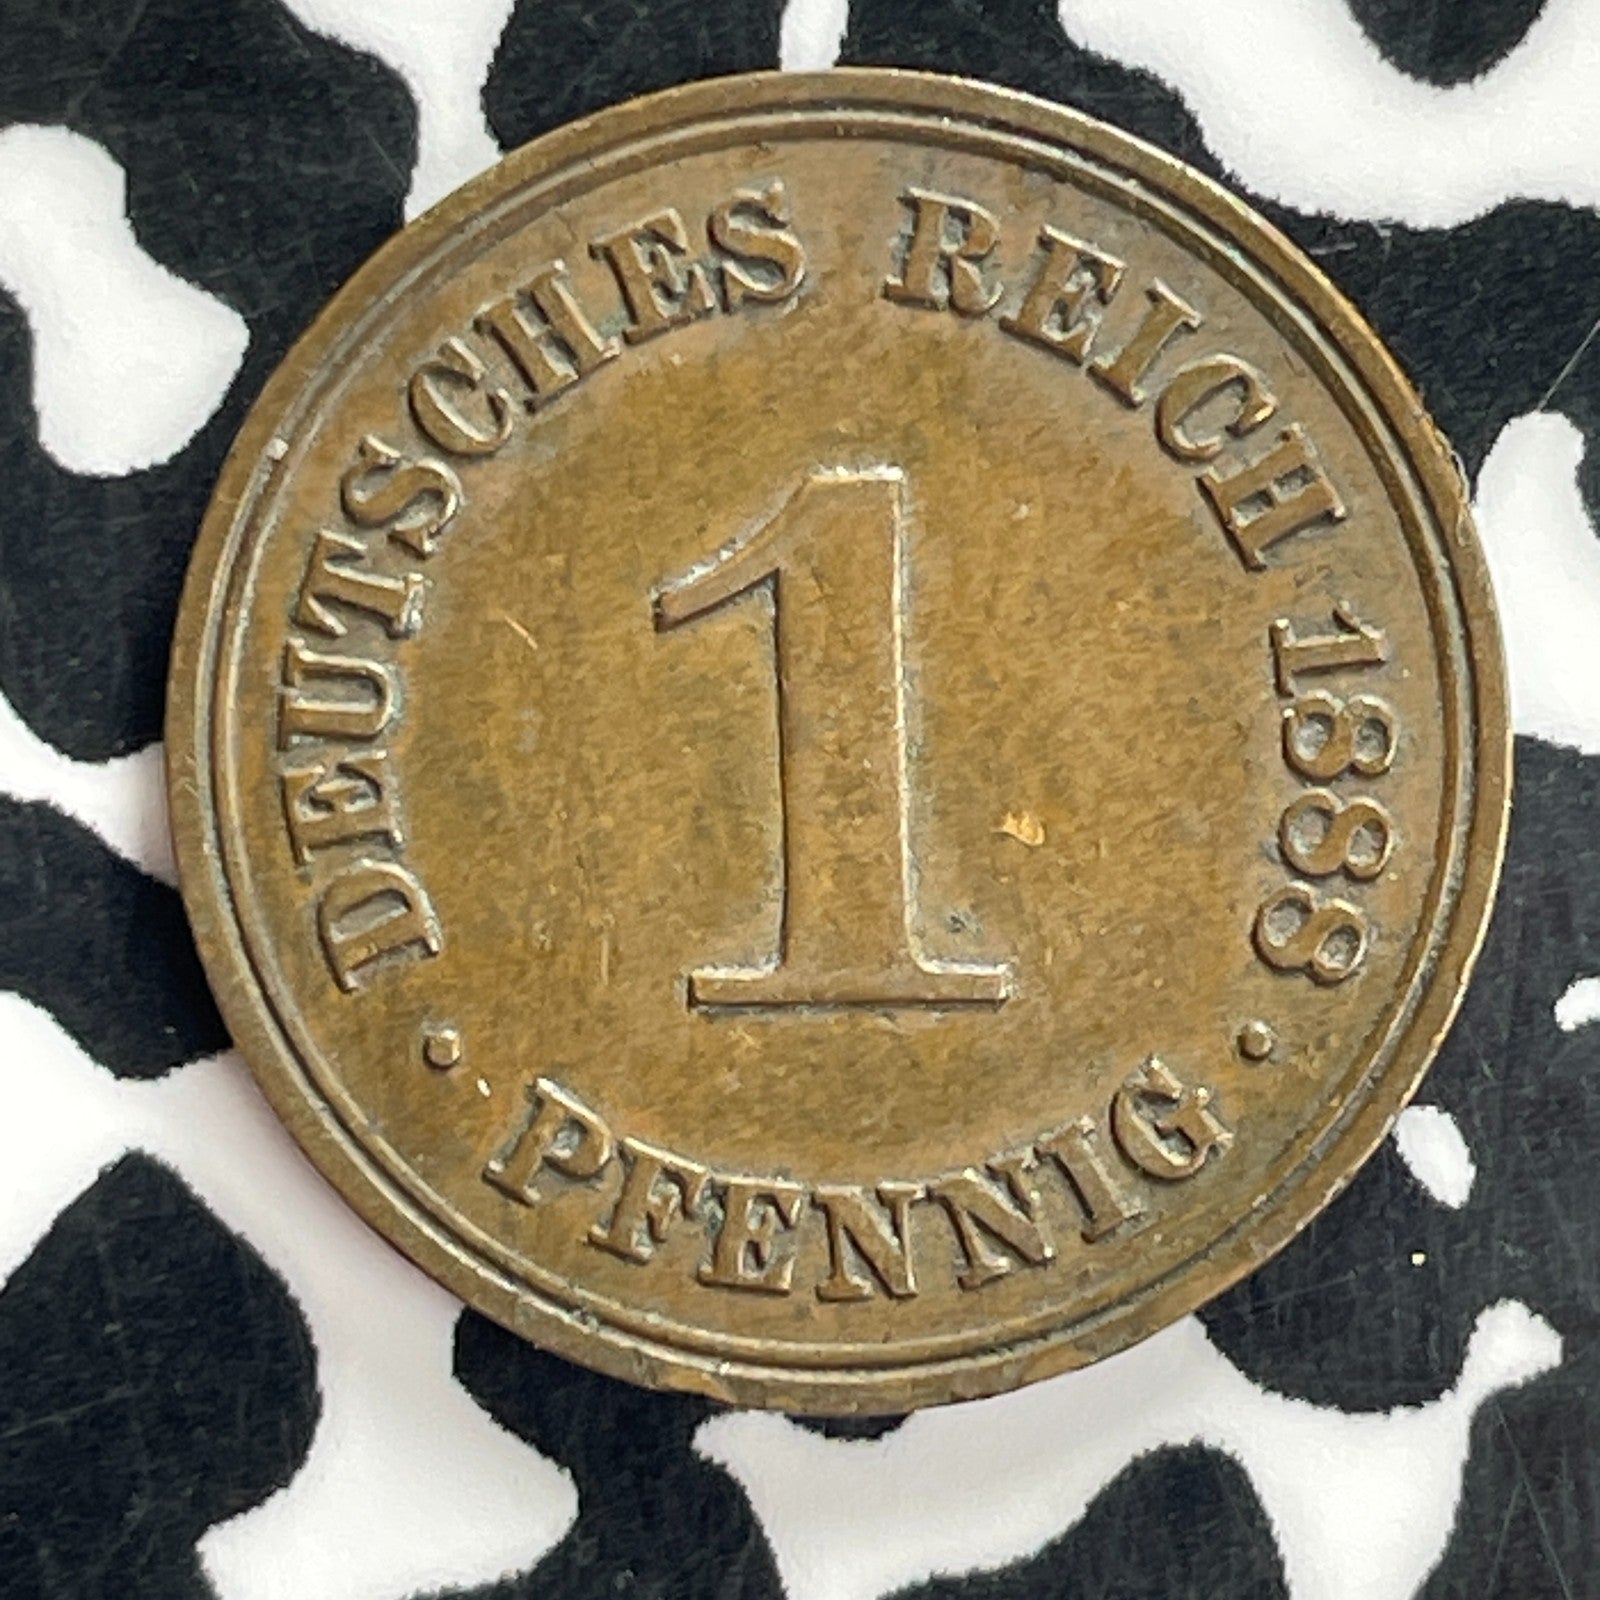 DEUTSCHES REICH 1888
1
· PFENNIG ·